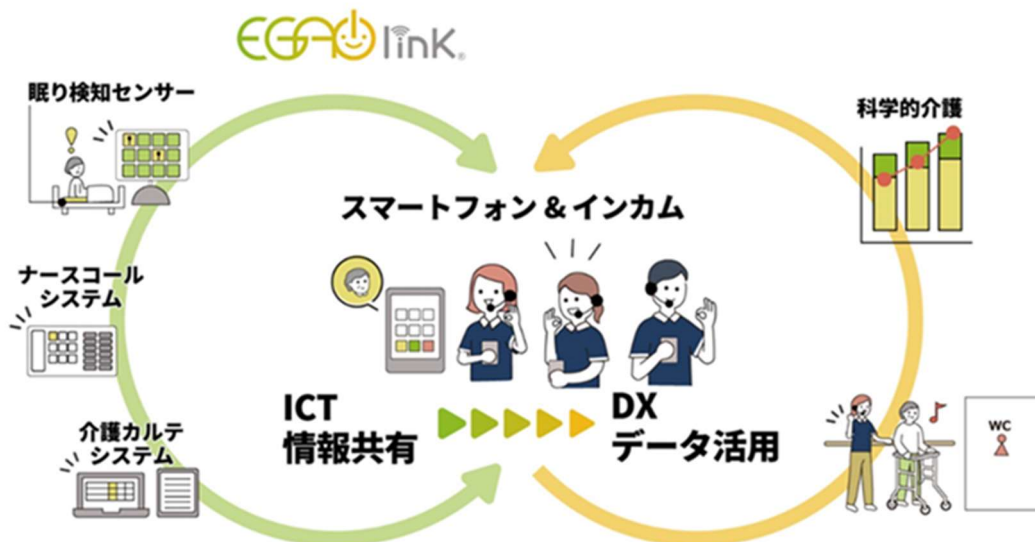 EGAO linK®
眠り検知センサー
科学的介護
スマートフォン & インカム
ナースコール
システム
ICT
情報共有
DX
データ活用
介護カルテ
システム
WC